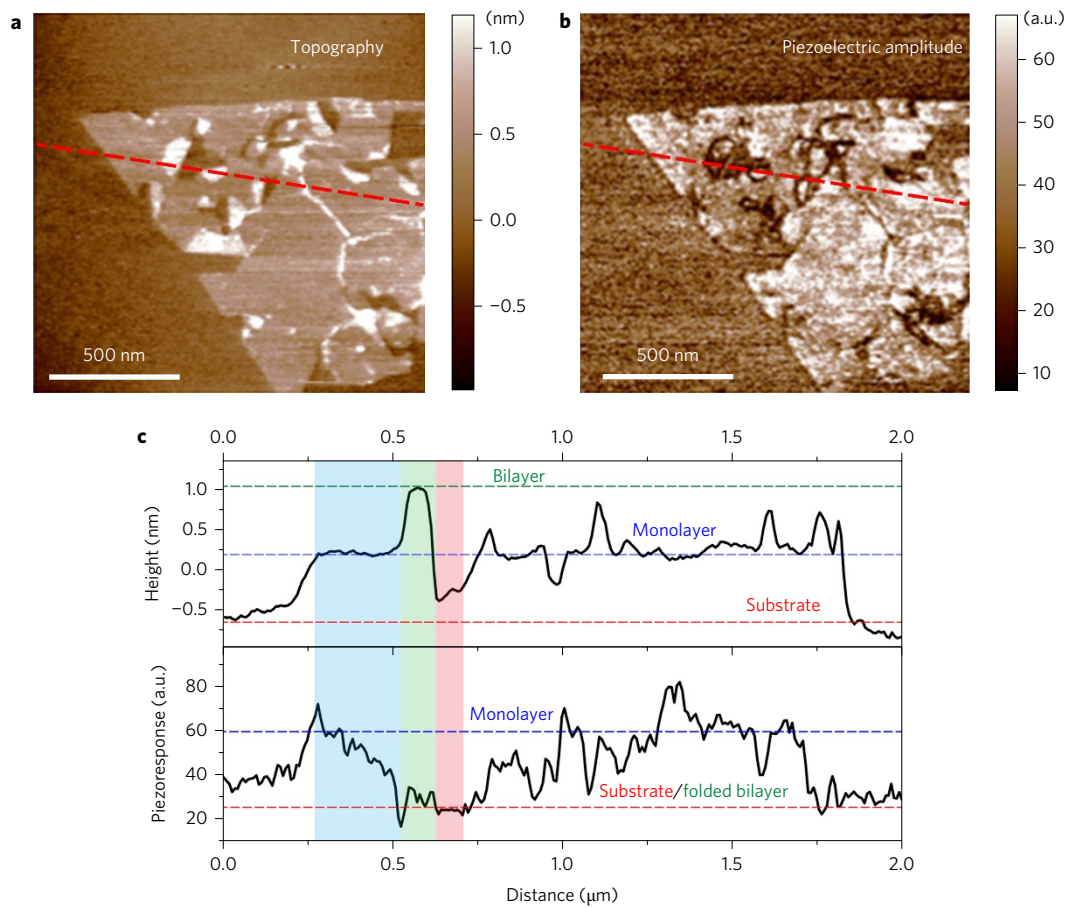 a
Topography
500 nm
(nm)
1.0
0.5
0.0
−0.5
b
Piezoelectric amplitude
500 nm
(a.u.)
60
50
40
30
20
10
c
0.0 0.5 1.0 1.5 2.0
Height (nm)
1.0
0.5
0.0
−0.5
Bilayer
Monolayer
Substrate
Piezoresponse (a.u.)
80
60
40
20
Monolayer
Substrate/folded bilayer
0.0 0.5 1.0 1.5 2.0
Distance (μm)